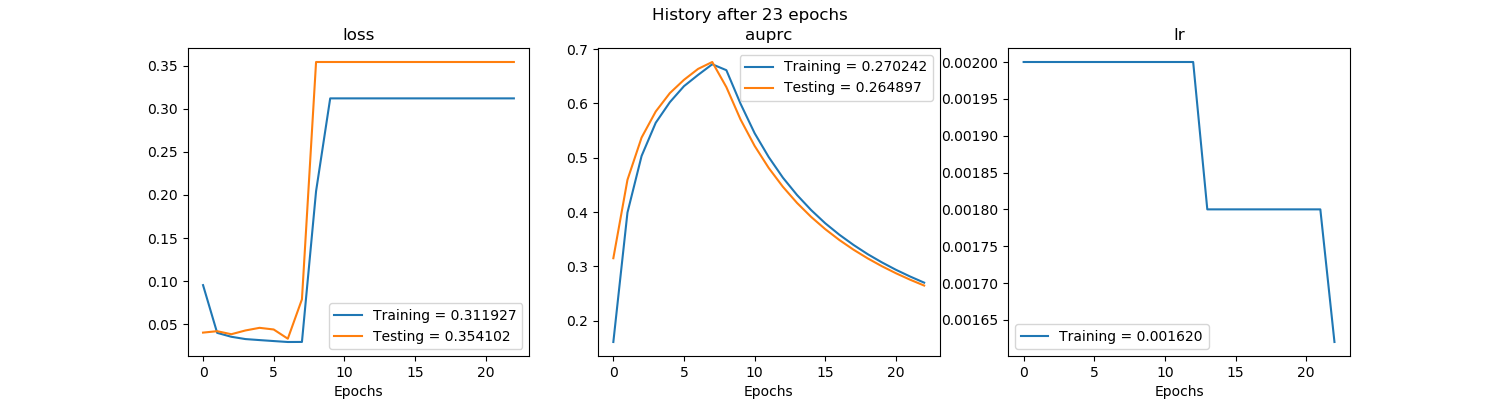 History after 23 epochs
loss
0.35
0.30
0.25
0.20
0.15
0.10
0.05
Training = 0.311927
Testing = 0.354102
0 5 10 15 20
Epochs
auprc
0.7
0.6
0.5
0.4
0.3
0.2
Training = 0.270242
Testing = 0.264897
0 5 10 15 20
Epochs
lr
0.00200
0.00195
0.00190
0.00185
0.00180
0.00175
0.00170
0.00165
Training = 0.001620
0 5 10 15 20
Epochs